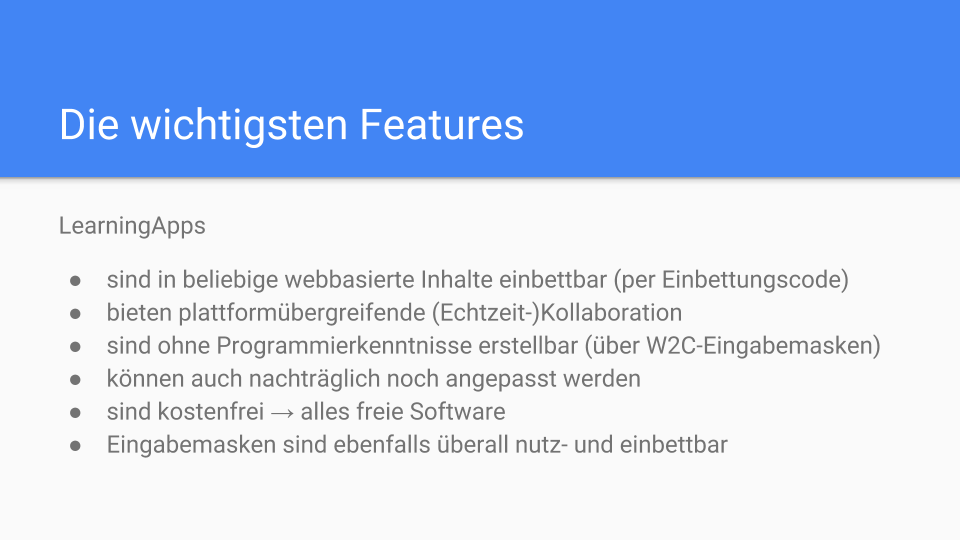 Die wichtigsten Features
LearningApps
● sind in beliebige webbasierte Inhalte einbettbar (per Einbettungscode)
● bieten plattformübergreifende (Echtzeit-)Kollaboration
● sind ohne Programmierkenntnisse erstellbar (über W2C-Eingabemasken)
● können auch nachträglich noch angepasst werden
● sind kostenfrei → alles freie Software
● Eingabemasken sind ebenfalls überall nutz- und einbettbar